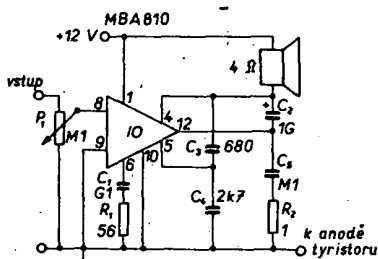 MBA810
+12 V
4 Ω
vstup
P₁
M1
8
9
1
IO
4
12
6
10
5
C₁
G1
R₁
56
C₃
680
C₄
2k7
+
C₂
1G
C₅
M1
R₂
1
k anodě
tyristoru